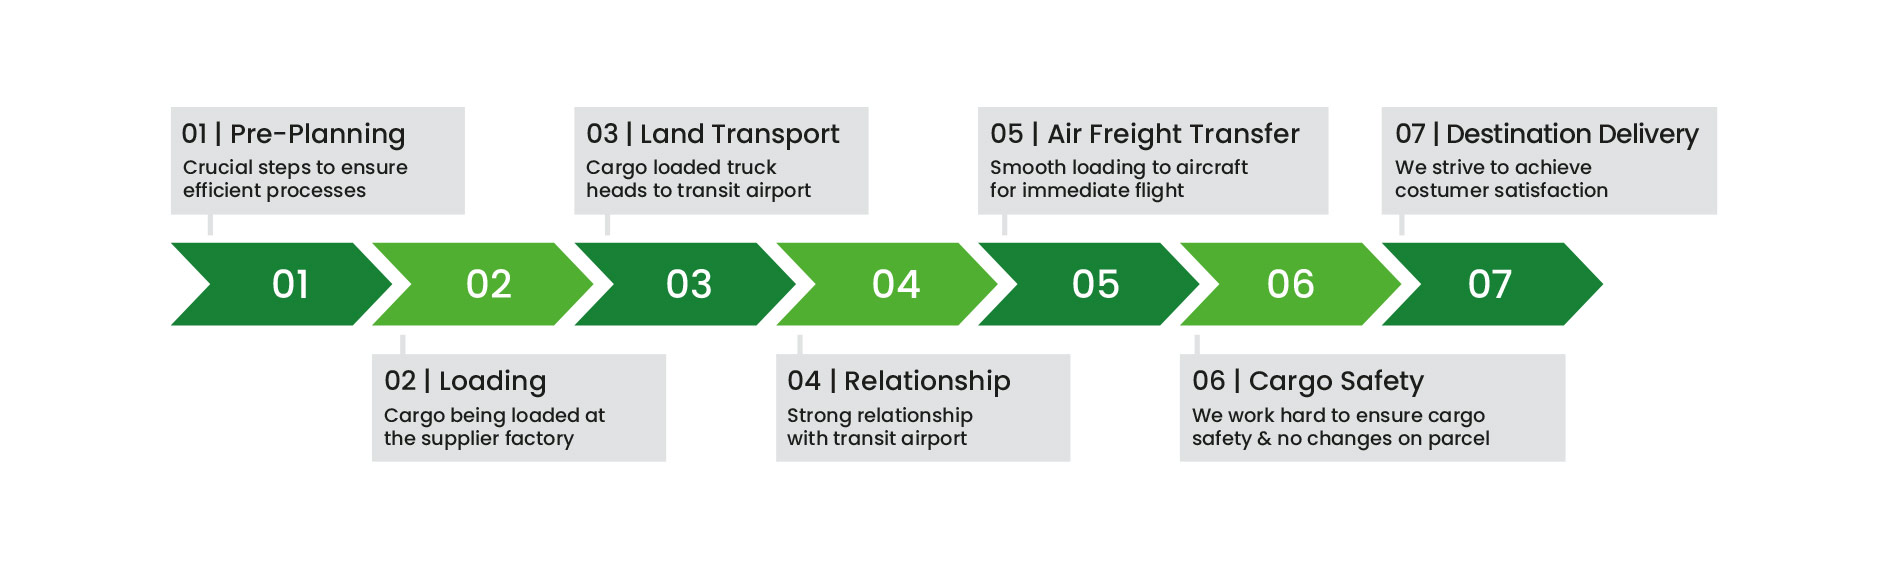 01 | Pre-Planning
Crucial steps to ensure
efficient processes
03 | Land Transport
Cargo loaded truck
heads to transit airport
05 | Air Freight Transfer
Smooth loading to aircraft
for immediate flight
07 | Destination Delivery
We strive to achieve
costumer satisfaction
01
02
03
04
05
06
07
02 | Loading
Cargo being loaded at
the supplier factory
04 | Relationship
Strong relationship
with transit airport
06 | Cargo Safety
We work hard to ensure cargo
safety & no changes on parcel